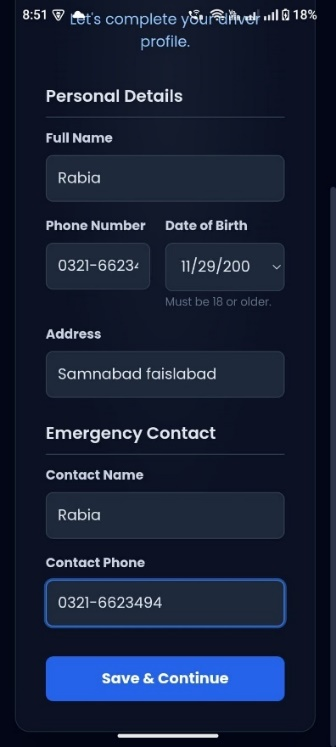 8:51 18%
Let's complete your driver
profile.
Personal Details
Full Name
Rabia
Phone Number Date of Birth
0321-6623 11/29/200
Must be 18 or older.
Address
Samnabad faislabad
Emergency Contact
Contact Name
Rabia
Contact Phone
0321-6623494
Save & Continue